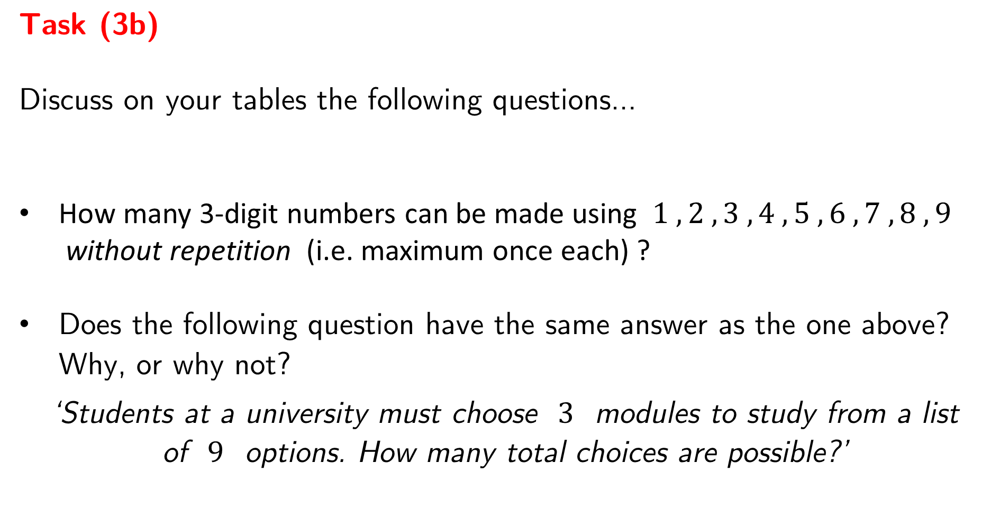 Task (3b)
Discuss on your tables the following questions...
• How many 3-digit numbers can be made using 1 , 2 , 3 , 4 , 5 , 6 , 7 , 8 , 9
without repetition (i.e. maximum once each) ?
• Does the following question have the same answer as the one above?
Why, or why not?
‘Students at a university must choose 3 modules to study from a list
of 9 options. How many total choices are possible?’